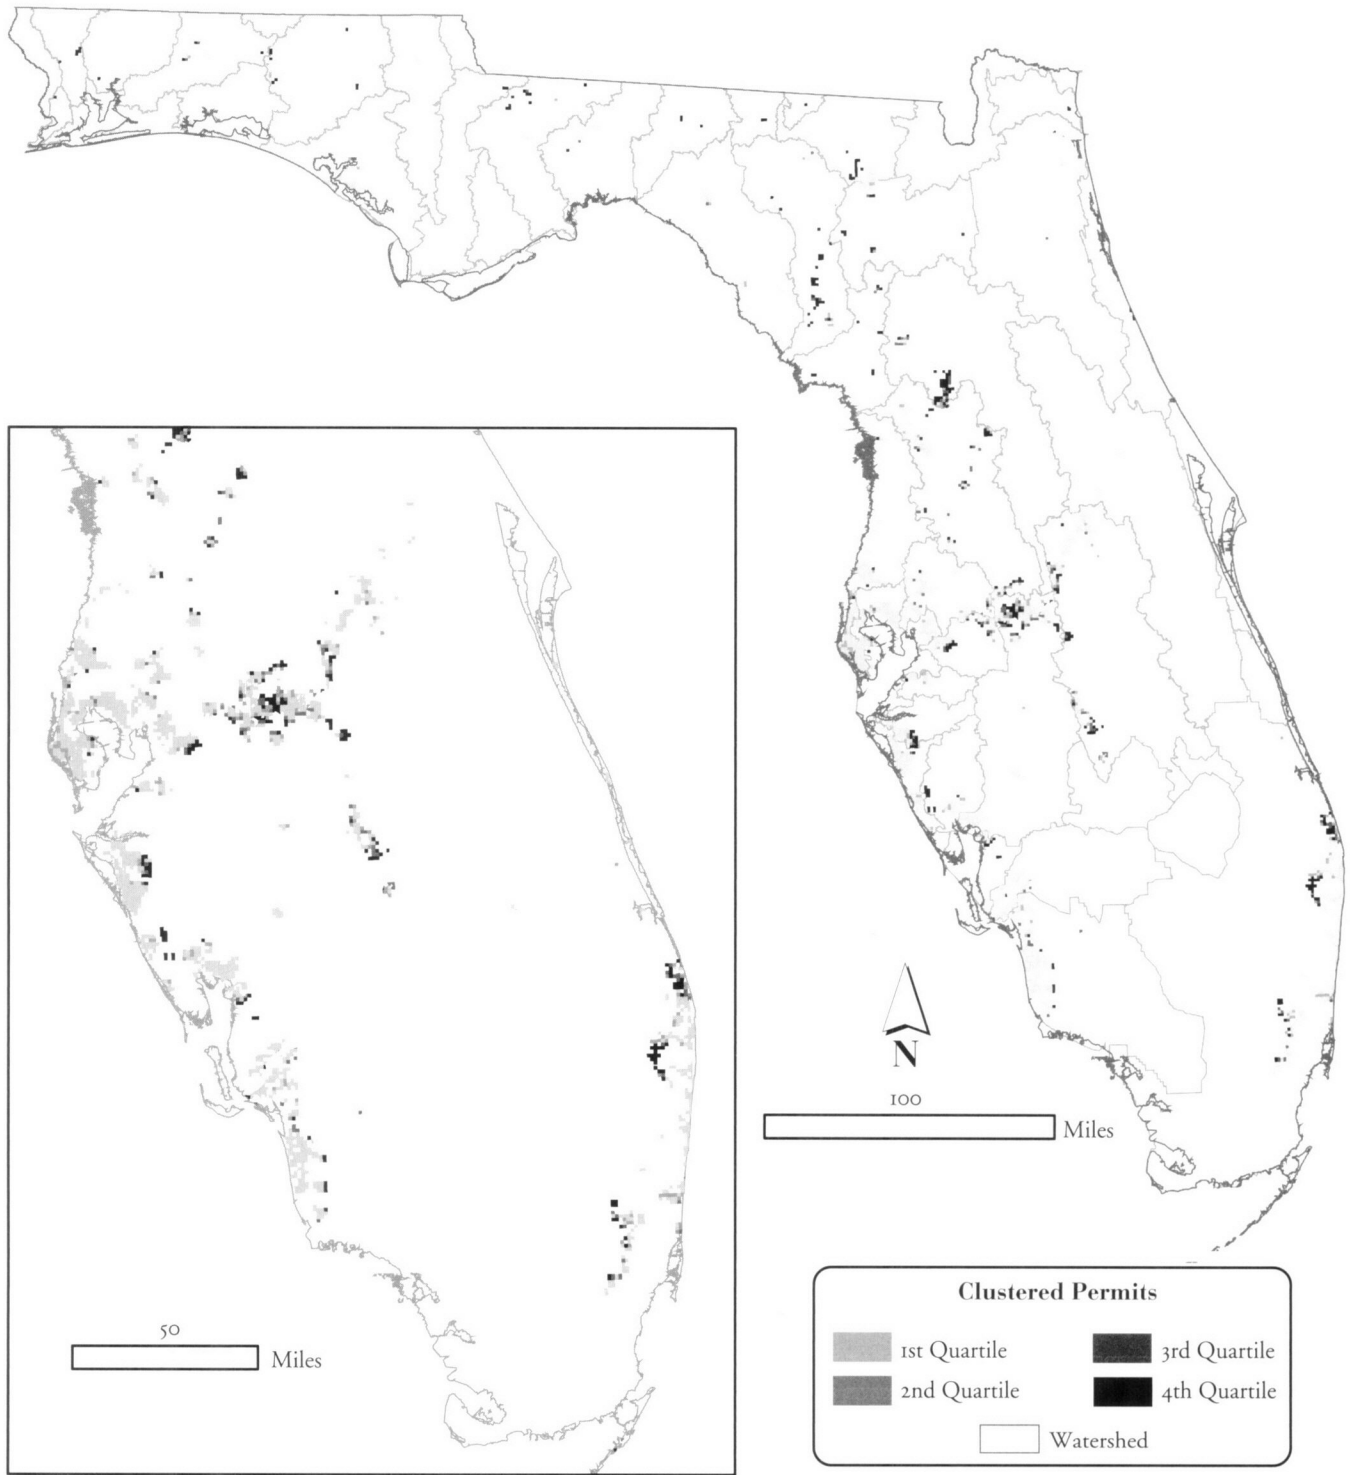 N
100
Miles
50
Miles
Clustered Permits
1st Quartile
3rd Quartile
2nd Quartile
4th Quartile
Watershed